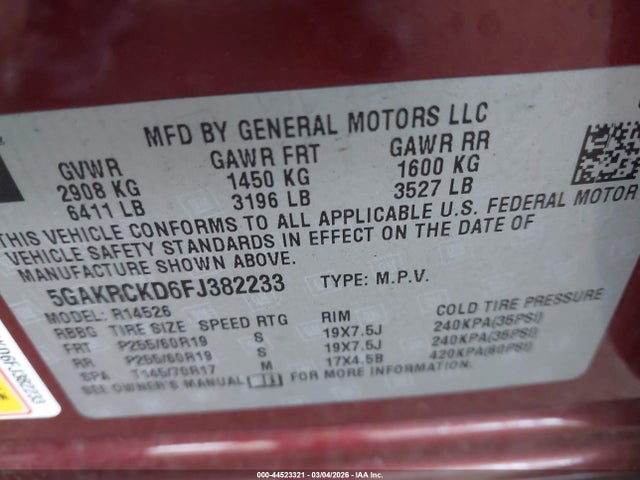 MFD BY GENERAL MOTORS LLC
GVWR GAWR FRT GAWR RR
2908 KG 1450 KG 1600 KG
6411 LB 3196 LB 3527 LB
THIS VEHICLE CONFORMS TO ALL APPLICABLE U.S. FEDERAL MOTOR
VEHICLE SAFETY STANDARDS IN EFFECT ON THE DATE OF
MANUFACTURE SHOWN ABOVE.
5GAKRCKD6FJ382233 TYPE: M.P.V.
MODEL: R14526
RBBG TIRE SIZE SPEED RTG RIM COLD TIRE PRESSURE
FRT P255/60R19 S 19X7.5J 240KPA(35PSI)
RR P255/60R19 S 19X7.5J 240KPA(35PSI)
SPA T145/70R17 M 17X4.5B 420KPA(60PSI)
SEE OWNER'S MANUAL FOR MORE INFORMATION.
KD6FJ382233
000-44523321 - 03/04/2026 - IAA Inc.